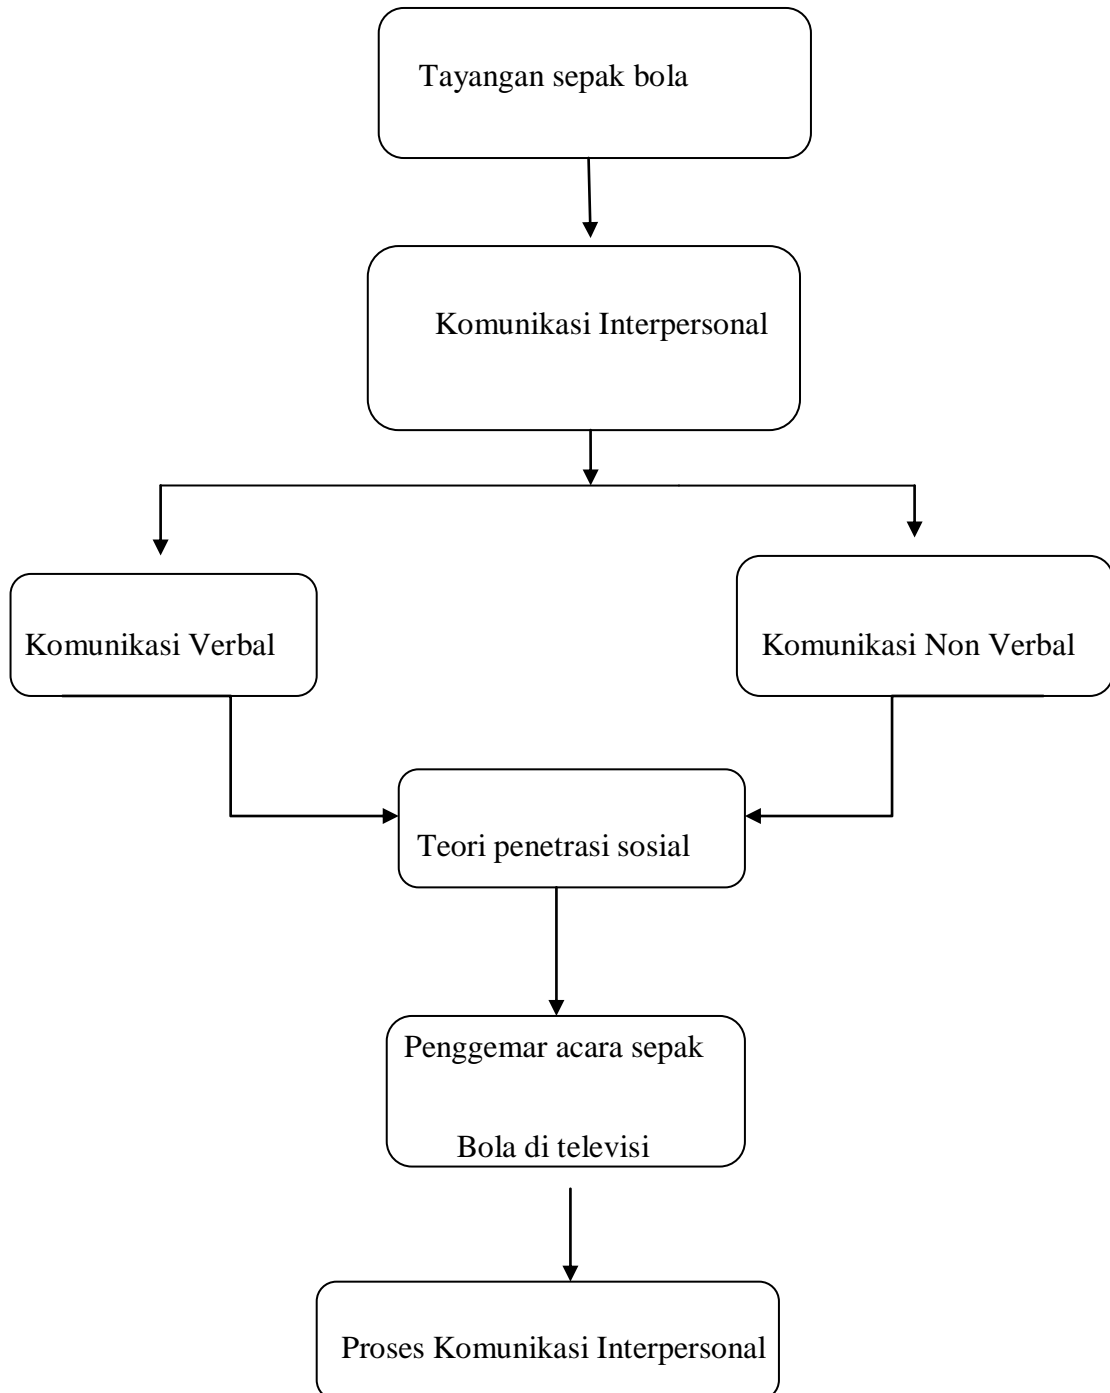 Tayangan sepak bola
Komunikasi Interpersonal
Komunikasi Verbal
Komunikasi Non Verbal
Teori penetrasi sosial
Penggemar acara sepak
Bola di televisi
Proses Komunikasi Interpersonal